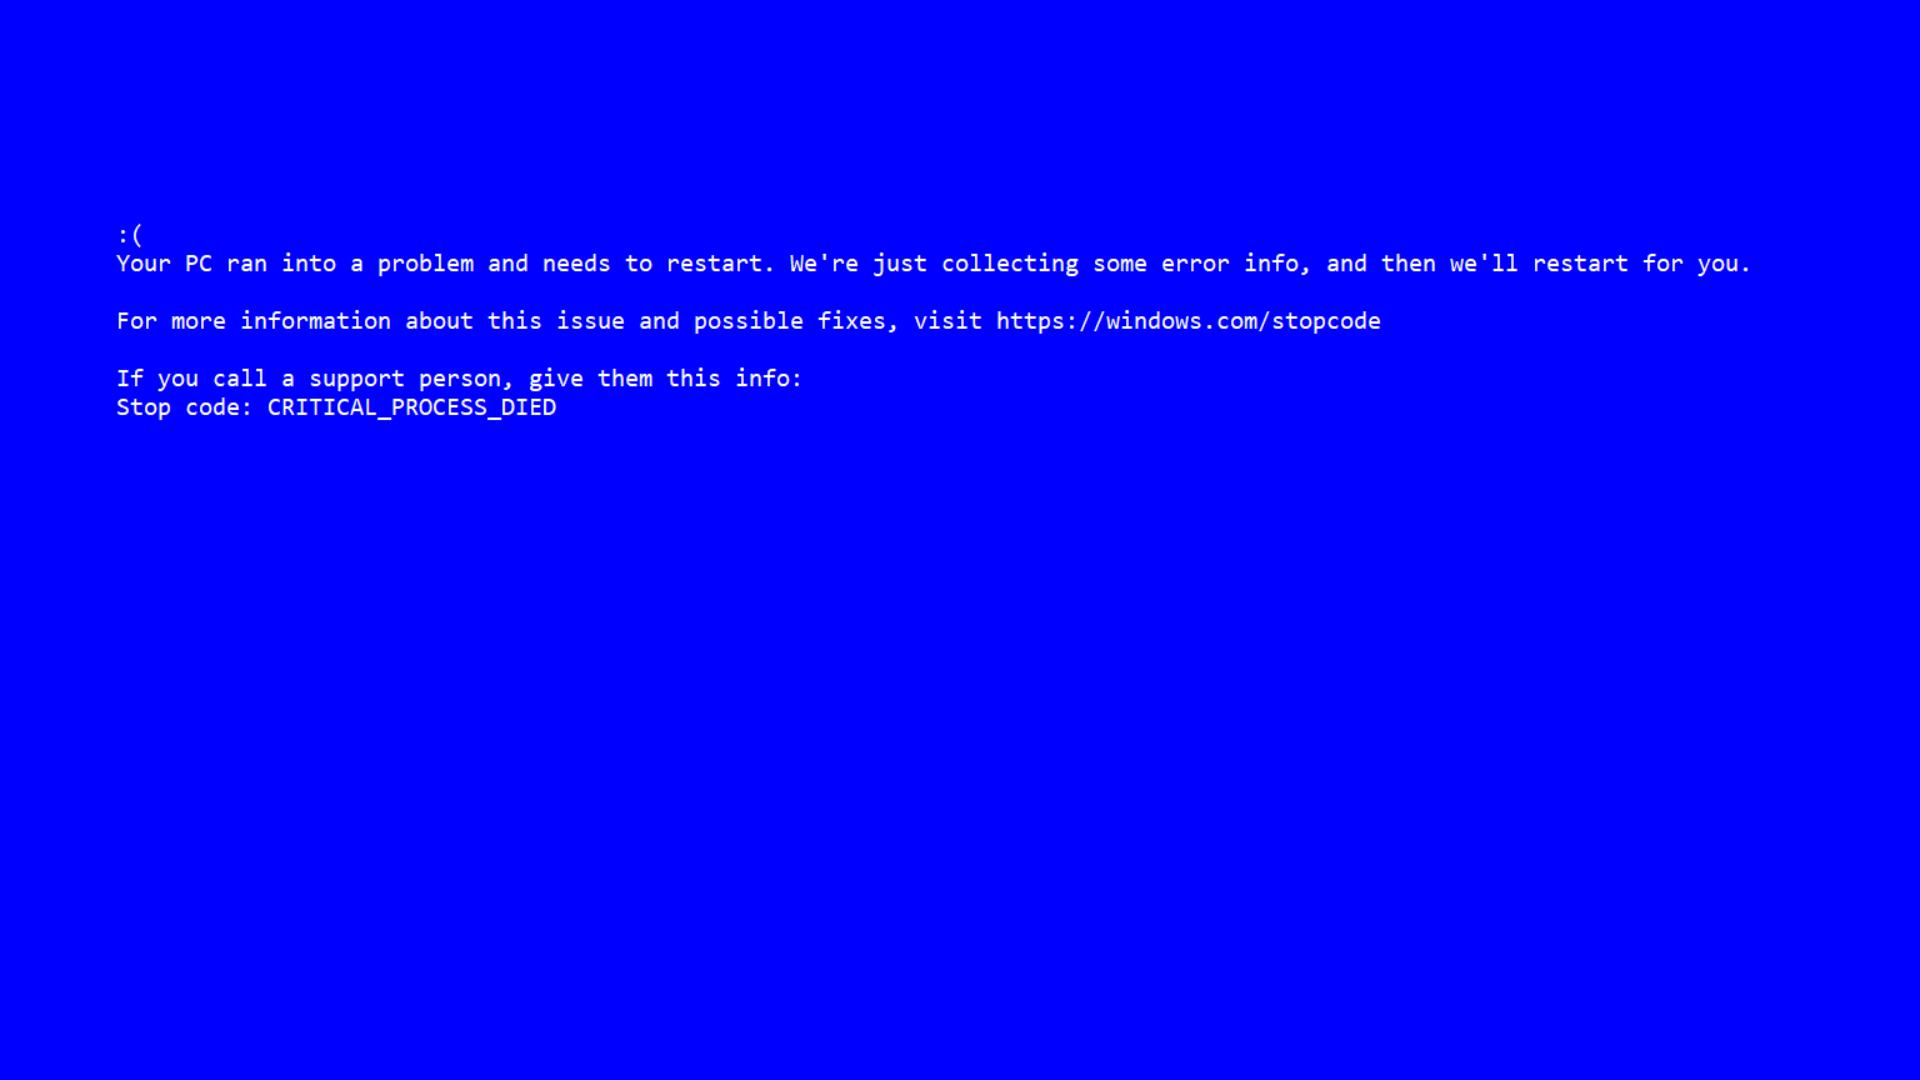 :(
Your PC ran into a problem and needs to restart. We're just collecting some error info, and then we'll restart for you.
For more information about this issue and possible fixes, visit https://windows.com/stopcode
If you call a support person, give them this info:
Stop code: CRITICAL_PROCESS_DIED